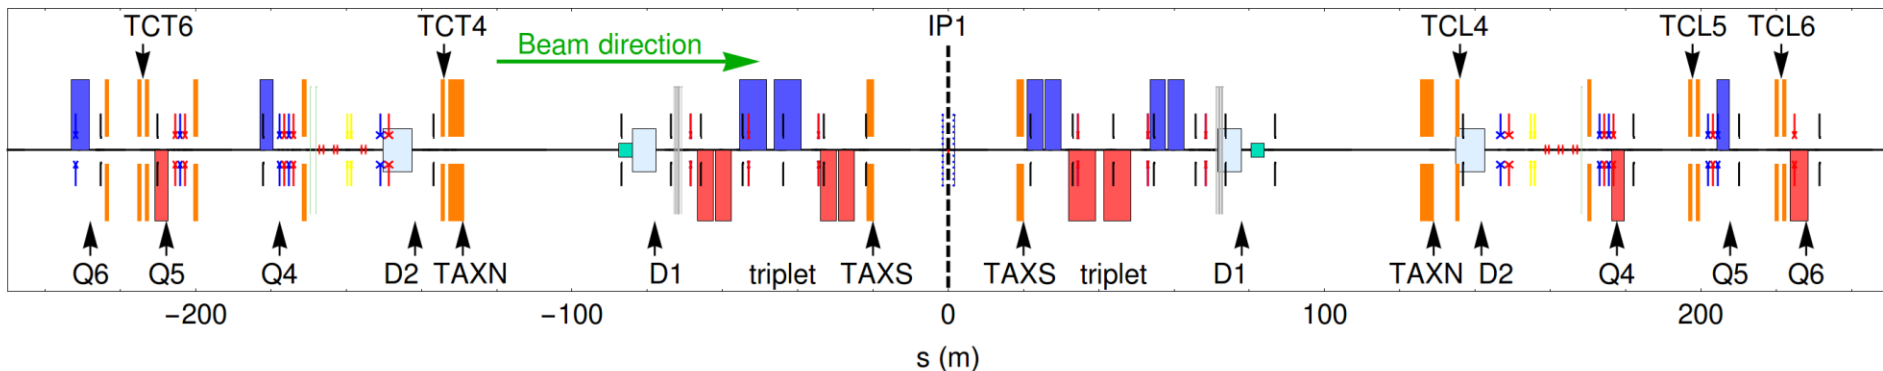 TCT6 TCT4 IP1 TCL4 TCL5 TCL6
Beam direction
Q6 Q5 Q4 D2 TAXN D1 triplet TAXS TAXS triplet D1 TAXN D2 Q4 Q5 Q6
−200 −100 0 100 200
s (m)